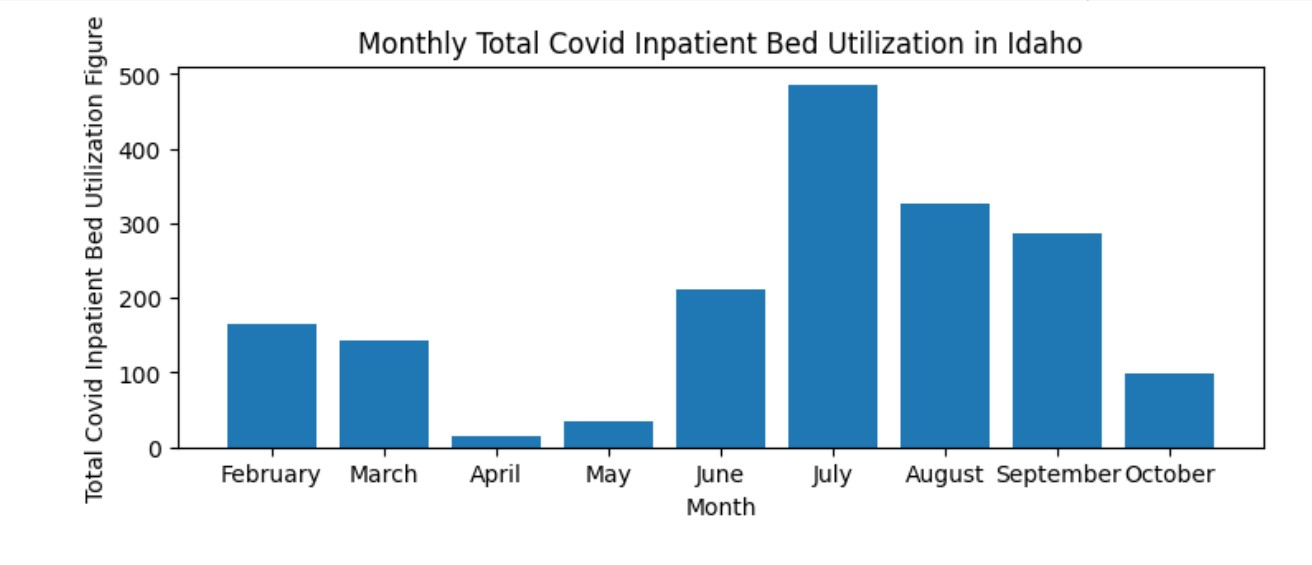 Monthly Total Covid Inpatient Bed Utilization in Idaho
Total Covid Inpatient Bed Utilization Figure
500
400
300
200
100
0
February March April May June July August September October
Month